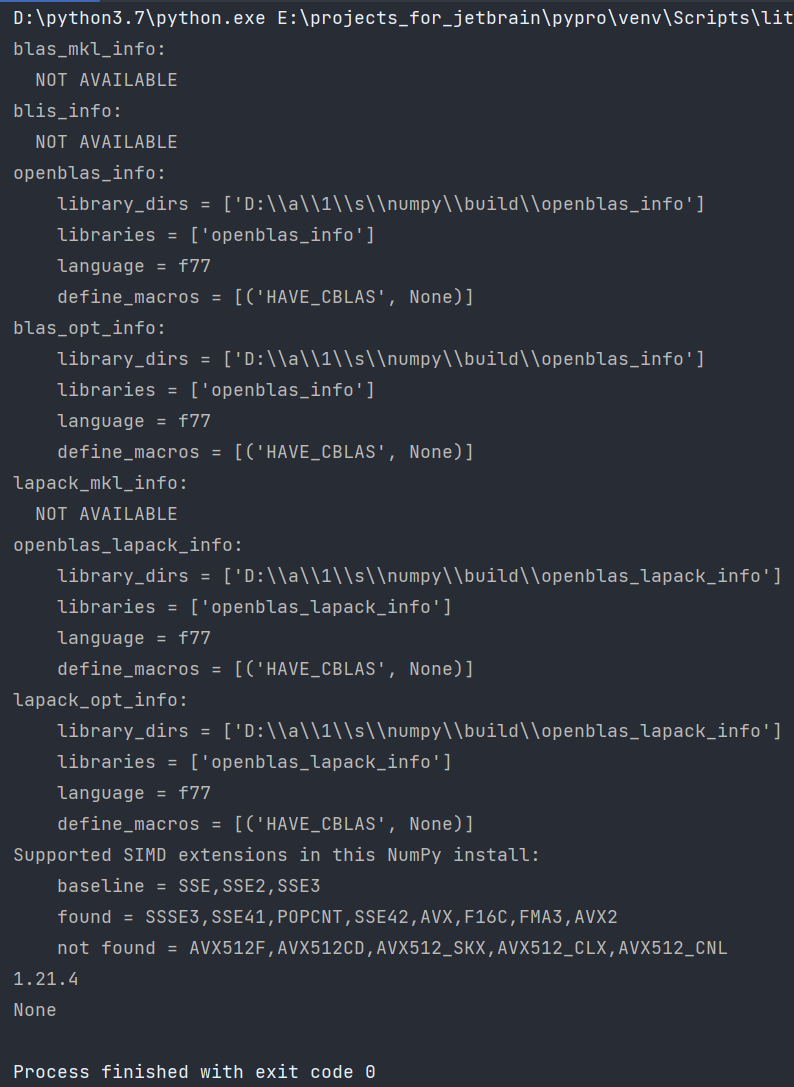 D:\python3.7\python.exe E:\projects_for_jetbrain\pypro\venv\Scripts\lit
blas_mkl_info:
  NOT AVAILABLE
blis_info:
  NOT AVAILABLE
openblas_info:
    library_dirs = ['D:\\a\\1\\s\\numpy\\build\\openblas_info']
    libraries = ['openblas_info']
    language = f77
    define_macros = [('HAVE_CBLAS', None)]
blas_opt_info:
    library_dirs = ['D:\\a\\1\\s\\numpy\\build\\openblas_info']
    libraries = ['openblas_info']
    language = f77
    define_macros = [('HAVE_CBLAS', None)]
lapack_mkl_info:
  NOT AVAILABLE
openblas_lapack_info:
    library_dirs = ['D:\\a\\1\\s\\numpy\\build\\openblas_lapack_info']
    libraries = ['openblas_lapack_info']
    language = f77
    define_macros = [('HAVE_CBLAS', None)]
lapack_opt_info:
    library_dirs = ['D:\\a\\1\\s\\numpy\\build\\openblas_lapack_info']
    libraries = ['openblas_lapack_info']
    language = f77
    define_macros = [('HAVE_CBLAS', None)]
Supported SIMD extensions in this NumPy install:
    baseline = SSE,SSE2,SSE3
    found = SSSE3,SSE41,POPCNT,SSE42,AVX,F16C,FMA3,AVX2
    not found = AVX512F,AVX512CD,AVX512_SKX,AVX512_CLX,AVX512_CNL
1.21.4
None
Process finished with exit code 0